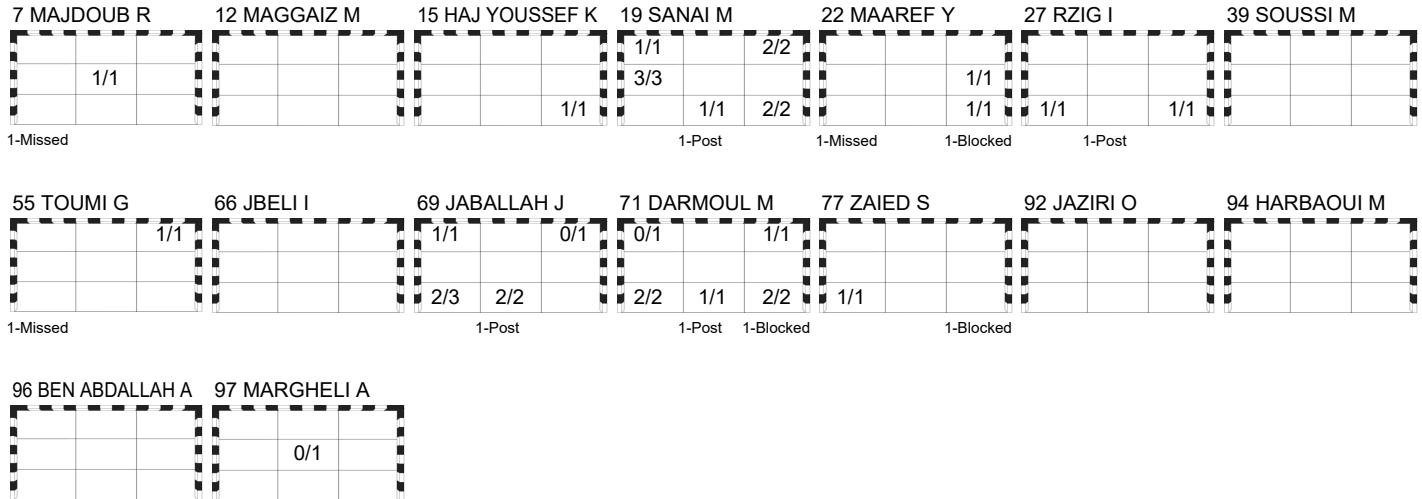 7 MAJDOUB R 12 MAGGAIZ M 15 HAJ YOUSSEF K 19 SANAI M 22 MAAREF Y 27 RZIG I 39 SOUSSI M
1/1 2/2
1/1 3/3 1/1
1/1 1/1 2/2 1/1 1/1 1/1
1-Missed 1-Post 1-Missed 1-Blocked 1-Post
55 TOUMI G 66 JBELI I 69 JABALLAH J 71 DARMOUL M 77 ZAIED S 92 JAZIRI O 94 HARBAOUI M
1/1 1/1 0/1 0/1 1/1
2/3 2/2 2/2 1/1 2/2 1/1
1-Missed 1-Post 1-Post 1-Blocked 1-Blocked
96 BEN ABDALLAH A 97 MARGHELI A
0/1